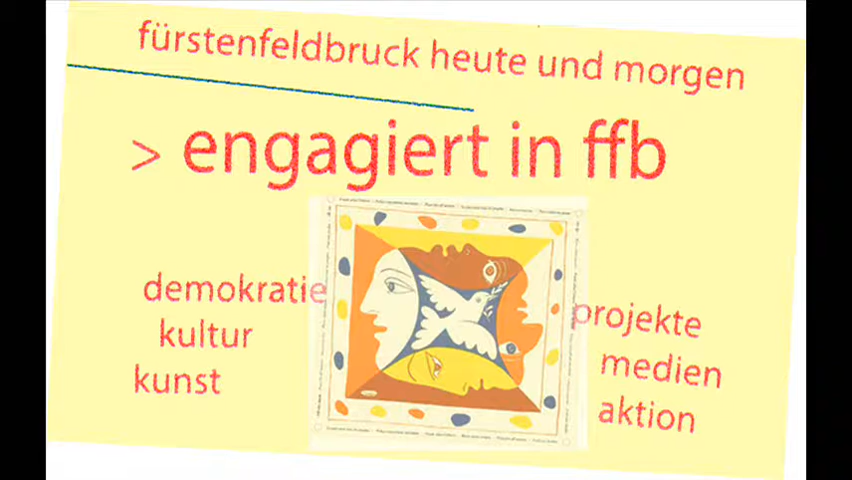 fürstenfeldbruck heute und morgen
> engagiert in ffb
demokratie
kultur
kunst
projekte
medien
aktion